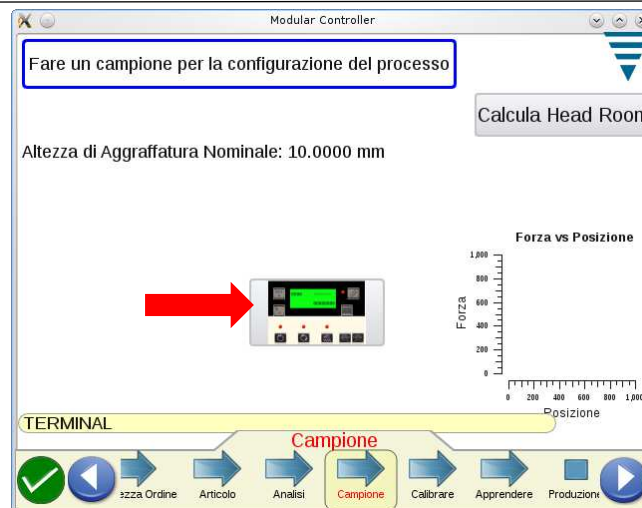 Modular Controller
Fare un campione per la configurazione del processo
Calcula Head Room
Altezza di Aggraffatura Nominale: 10.0000 mm
Forza vs Posizione
Forza
1,000
800
600
400
200
0
0 200 400 600 800 1,000
Posizione
TERMINAL
Campione
ezza Ordine Articolo Analisi Campione Calibrare Apprendere Produzione